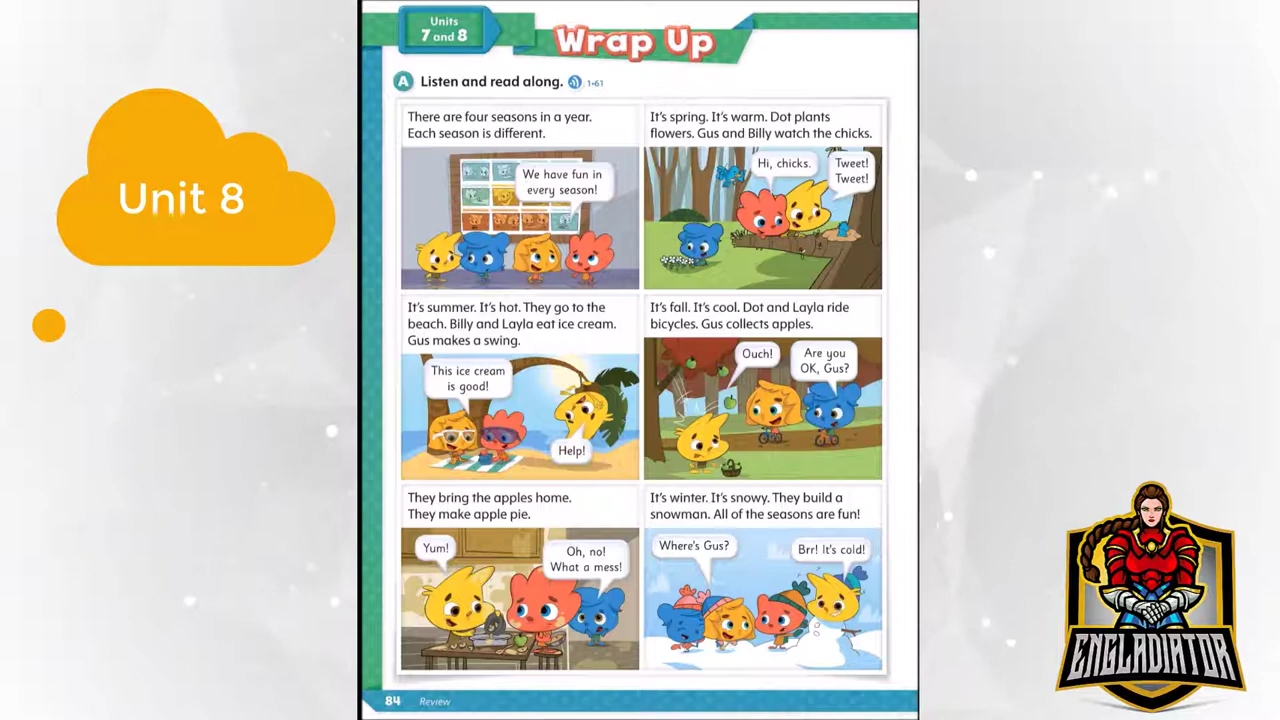 Unit 8
Units
7 and 8
Wrap Up
A Listen and read along. 1·61
There are four seasons in a year.
Each season is different.
We have fun in
every season!
It's spring. It's warm. Dot plants
flowers. Gus and Billy watch the chicks.
Hi, chicks.
Tweet!
Tweet!
It's summer. It's hot. They go to the
beach. Billy and Layla eat ice cream.
Gus makes a swing.
This ice cream
is good!
Help!
It's fall. It's cool. Dot and Layla ride
bicycles. Gus collects apples.
Ouch!
Are you
OK, Gus?
They bring the apples home.
They make apple pie.
Yum!
Oh, no!
What a mess!
It's winter. It's snowy. They build a
snowman. All of the seasons are fun!
Where's Gus?
Brr! It's cold!
84 Review
ENGLADIATOR